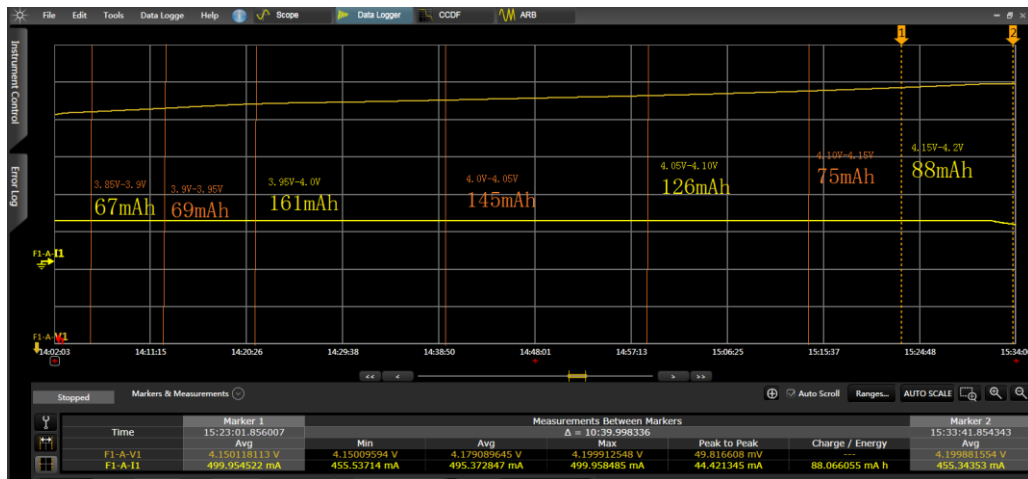 File Edit Tools Data Logge Help Scope Data Logger CCDF ARB
Instrument Control
Error Log
1 2
4.15V-4.2V
88mAh
4.10V-4.15V
75mAh
4.05V-4.10V
126mAh
4.0V-4.05V
145mAh
3.95V-4.0V
161mAh
3.9V-3.95V
69mAh
3.85V-3.9V
67mAh
F1-A-I1
F1-A-V1
14:02:03 14:11:15 14:20:26 14:29:38 14:38:50 14:48:01 14:57:13 15:06:25 15:15:37 15:24:48 15:34:0
<< < > >>
Stopped Markers & Measurements Auto Scroll Ranges... AUTO SCALE
Marker 1 Measurements Between Markers Marker 2
Time 15:23:01.856007 Δ = 10:39.998336 15:33:41.854343
Avg Min Avg Max Peak to Peak Charge / Energy Avg
F1-A-V1 4.150118113 V 4.15009594 V 4.179089645 V 4.199912548 V 49.816608 mV --- 4.199881554 V
F1-A-I1 499.954522 mA 455.53714 mA 495.372847 mA 499.958485 mA 44.421345 mA 88.066055 mA h 455.34353 mA